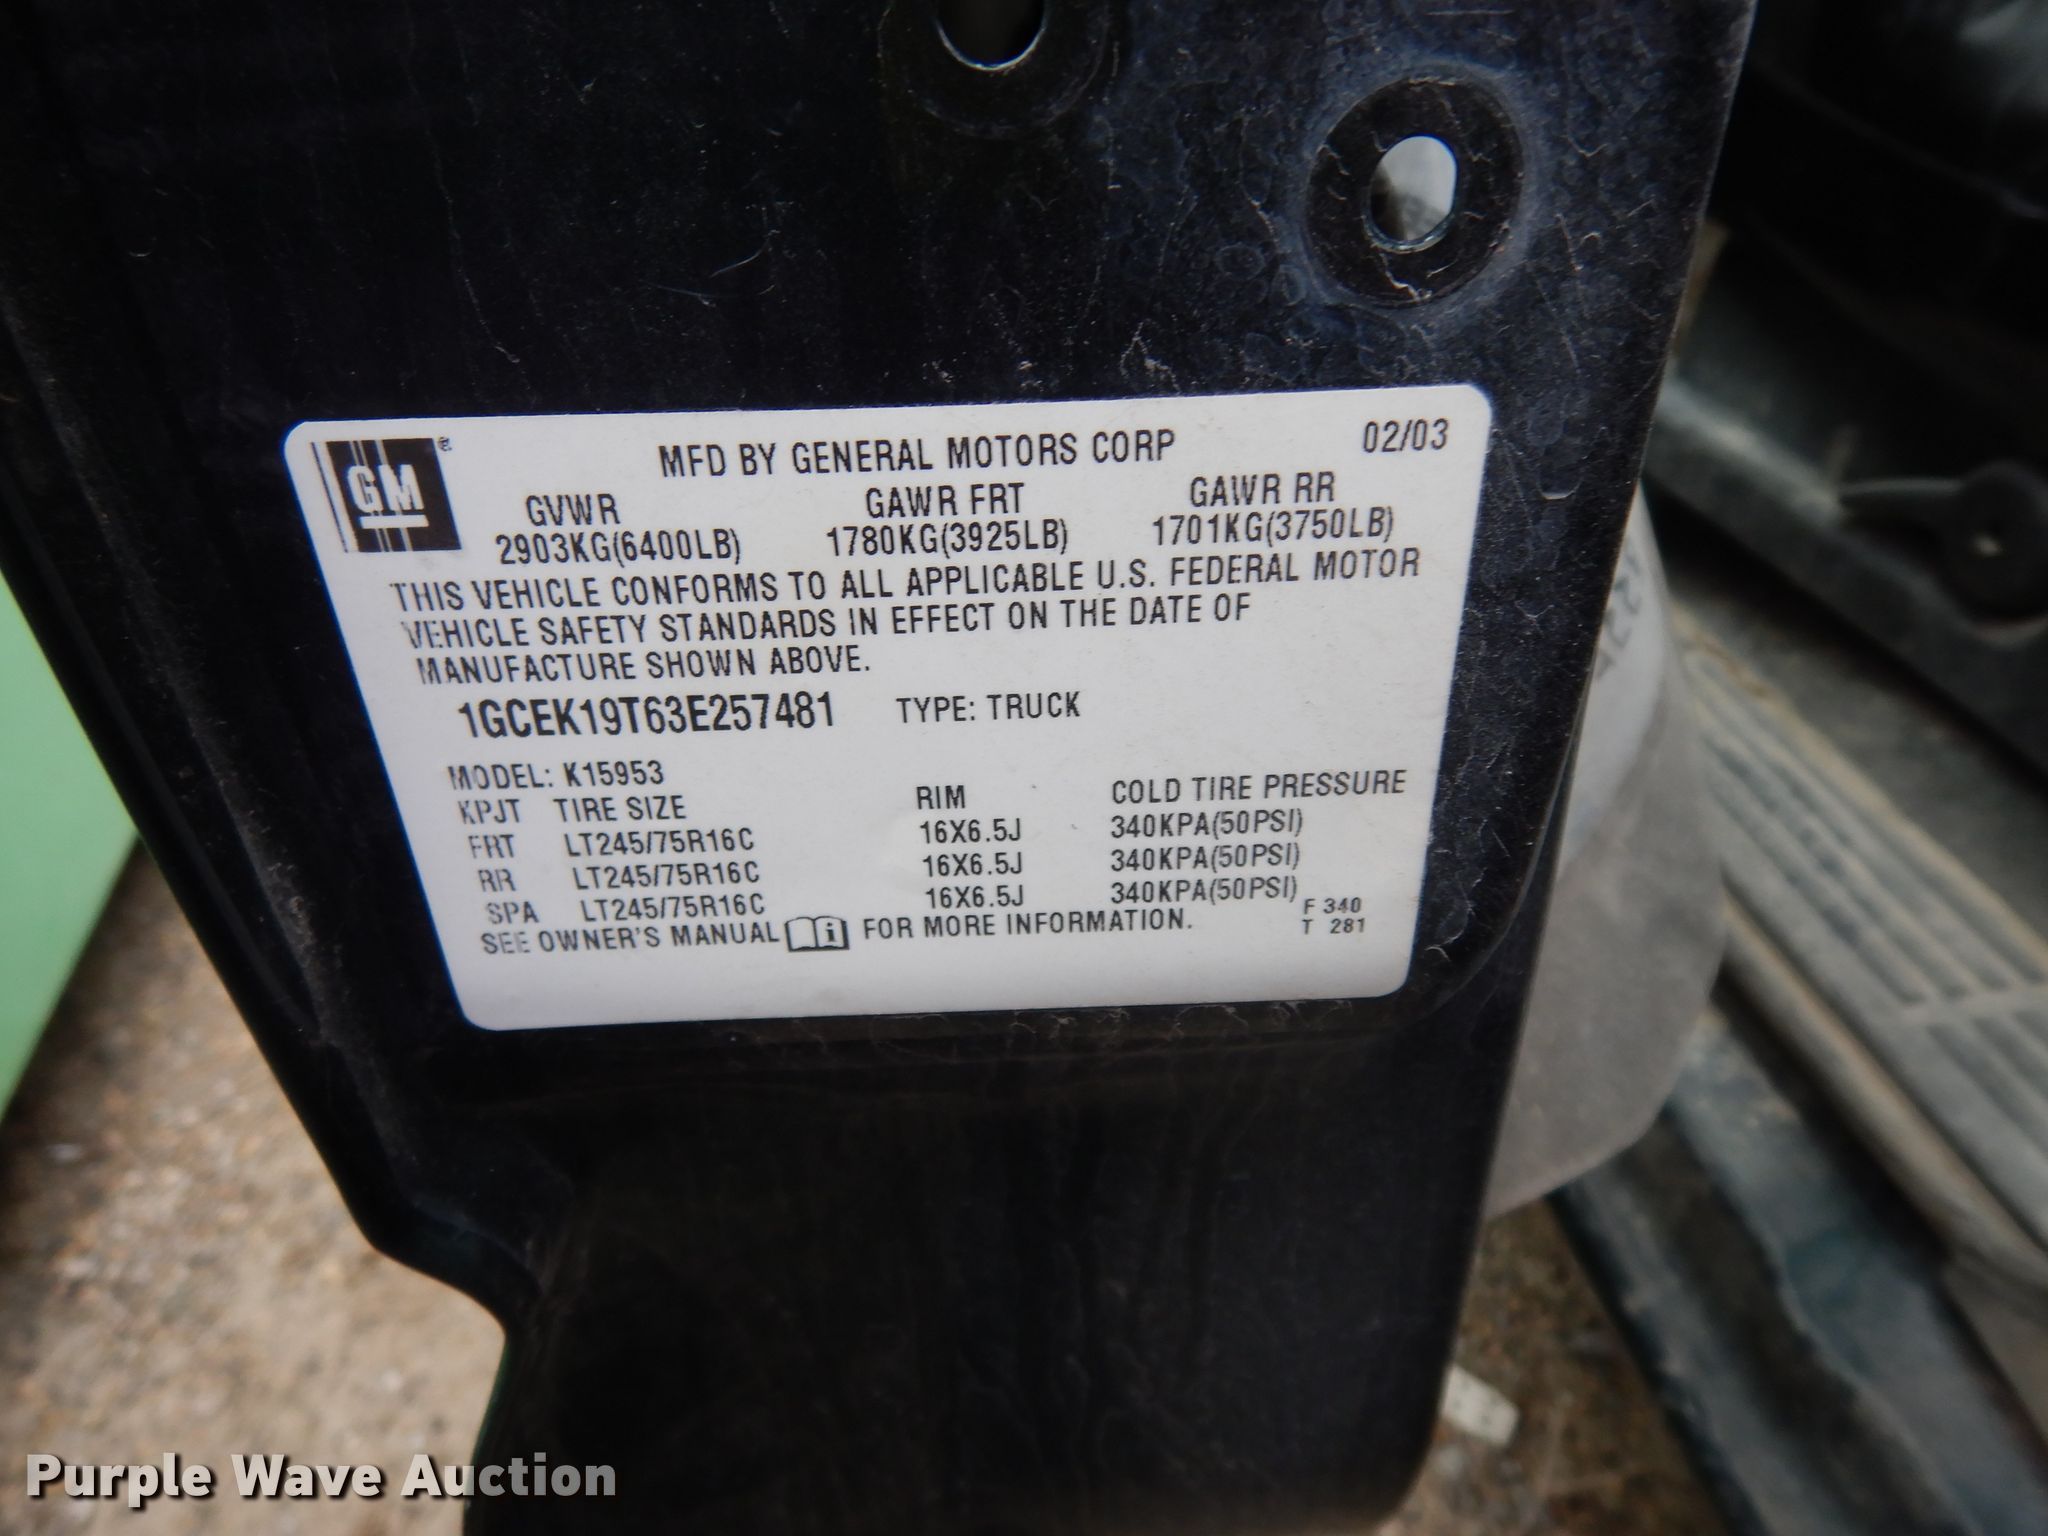 GM®
MFD BY GENERAL MOTORS CORP 02/03
GVWR GAWR FRT GAWR RR
2903KG(6400LB) 1780KG(3925LB) 1701KG(3750LB)
THIS VEHICLE CONFORMS TO ALL APPLICABLE U.S. FEDERAL MOTOR
VEHICLE SAFETY STANDARDS IN EFFECT ON THE DATE OF
MANUFACTURE SHOWN ABOVE.
1GCEK19T63E257481 TYPE: TRUCK
MODEL: K15953
KPJT TIRE SIZE RIM COLD TIRE PRESSURE
FRT LT245/75R16C 16X6.5J 340KPA(50PSI)
RR LT245/75R16C 16X6.5J 340KPA(50PSI)
SPA LT245/75R16C 16X6.5J 340KPA(50PSI)
SEE OWNER'S MANUAL i FOR MORE INFORMATION.
F 340
T 281
Purple Wave Auction